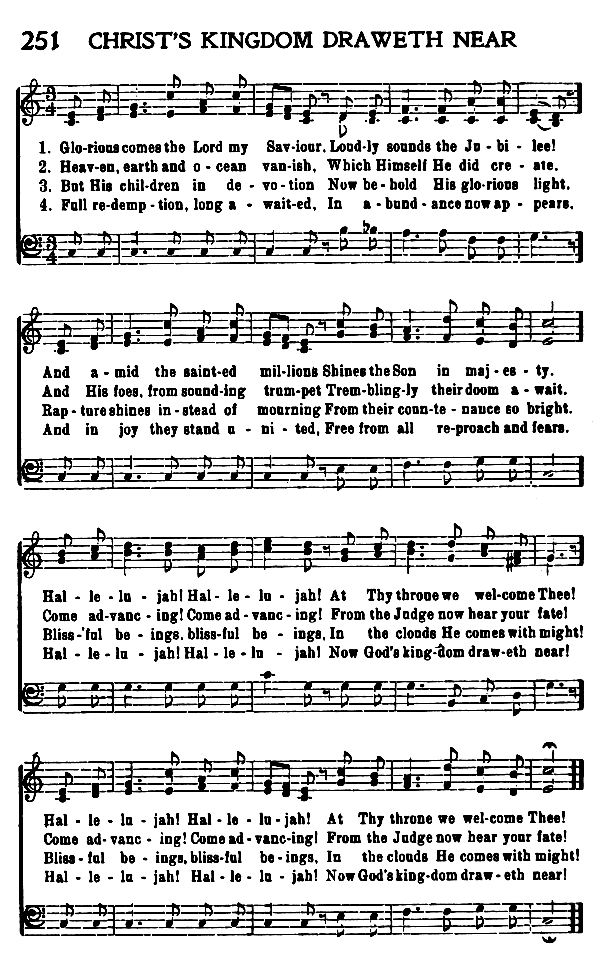 251 CHRIST'S KINGDOM DRAWETH NEAR
1. Glo-rious comes the Lord my Sav-iour, Loud-ly sounds the Ju - bi - lee!
2. Heav-en, earth and o - cean van-ish, Which Himself He did cre - ate.
3. But His chil-dren in de - vo - tion Now be - hold His glo-rious light.
4. Full re-demp-tion, long a - wait-ed, In a - bund - ance now ap - pears.
And a - mid the saint-ed mil-lions Shines the Son in maj - es - ty.
And His foes, from sound-ing trum-pet Trem-bling-ly their doom a - wait.
Rap - ture shines in - stead of mourning From their coun-te - nance so bright.
And in joy they stand u - ni - ted, Free from all re-proach and fears.
Hal - le - lu - jah! Hal - le - lu - jah! At Thy throne we wel-come Thee!
Come ad-vanc - ing! Come ad - vanc - ing! From the Judge now hear your fate!
Bliss-'ful be - ings, bliss-ful be - ings, In the clouds He comes with might!
Hal - le - lu - jah! Hal - le - lu - jah! Now God's king-dom draw-eth near!
Hal - le - lu - jah! Hal - le - lu - jah! At Thy throne we wel-come Thee!
Come ad-vanc - ing! Come ad-vanc-ing! From the Judge now hear your fate!
Bliss - ful be - ings, bliss-ful be - ings, In the clouds He comes with might!
Hal - le - lu - jah! Hal - le - lu - jah! Now God's king-dom draw - eth near!